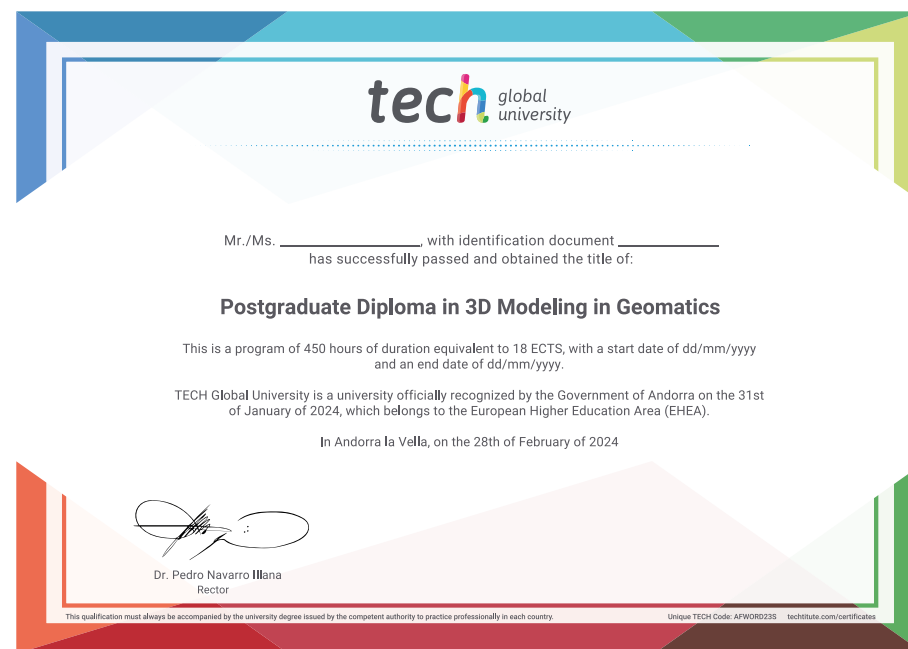 tech global university
Mr./Ms. ____________, with identification document ____________
has successfully passed and obtained the title of:
Postgraduate Diploma in 3D Modeling in Geomatics
This is a program of 450 hours of duration equivalent to 18 ECTS, with a start date of dd/mm/yyyy
and an end date of dd/mm/yyyy.
TECH Global University is a university officially recognized by the Government of Andorra on the 31st
of January of 2024, which belongs to the European Higher Education Area (EHEA).
In Andorra la Vella, on the 28th of February of 2024
Dr. Pedro Navarro Illana
Rector
This qualification must always be accompanied by the university degree issued by the competent authority to practice professionally in each country.
Unique TECH Code: AFWORD23S techtitute.com/certificates